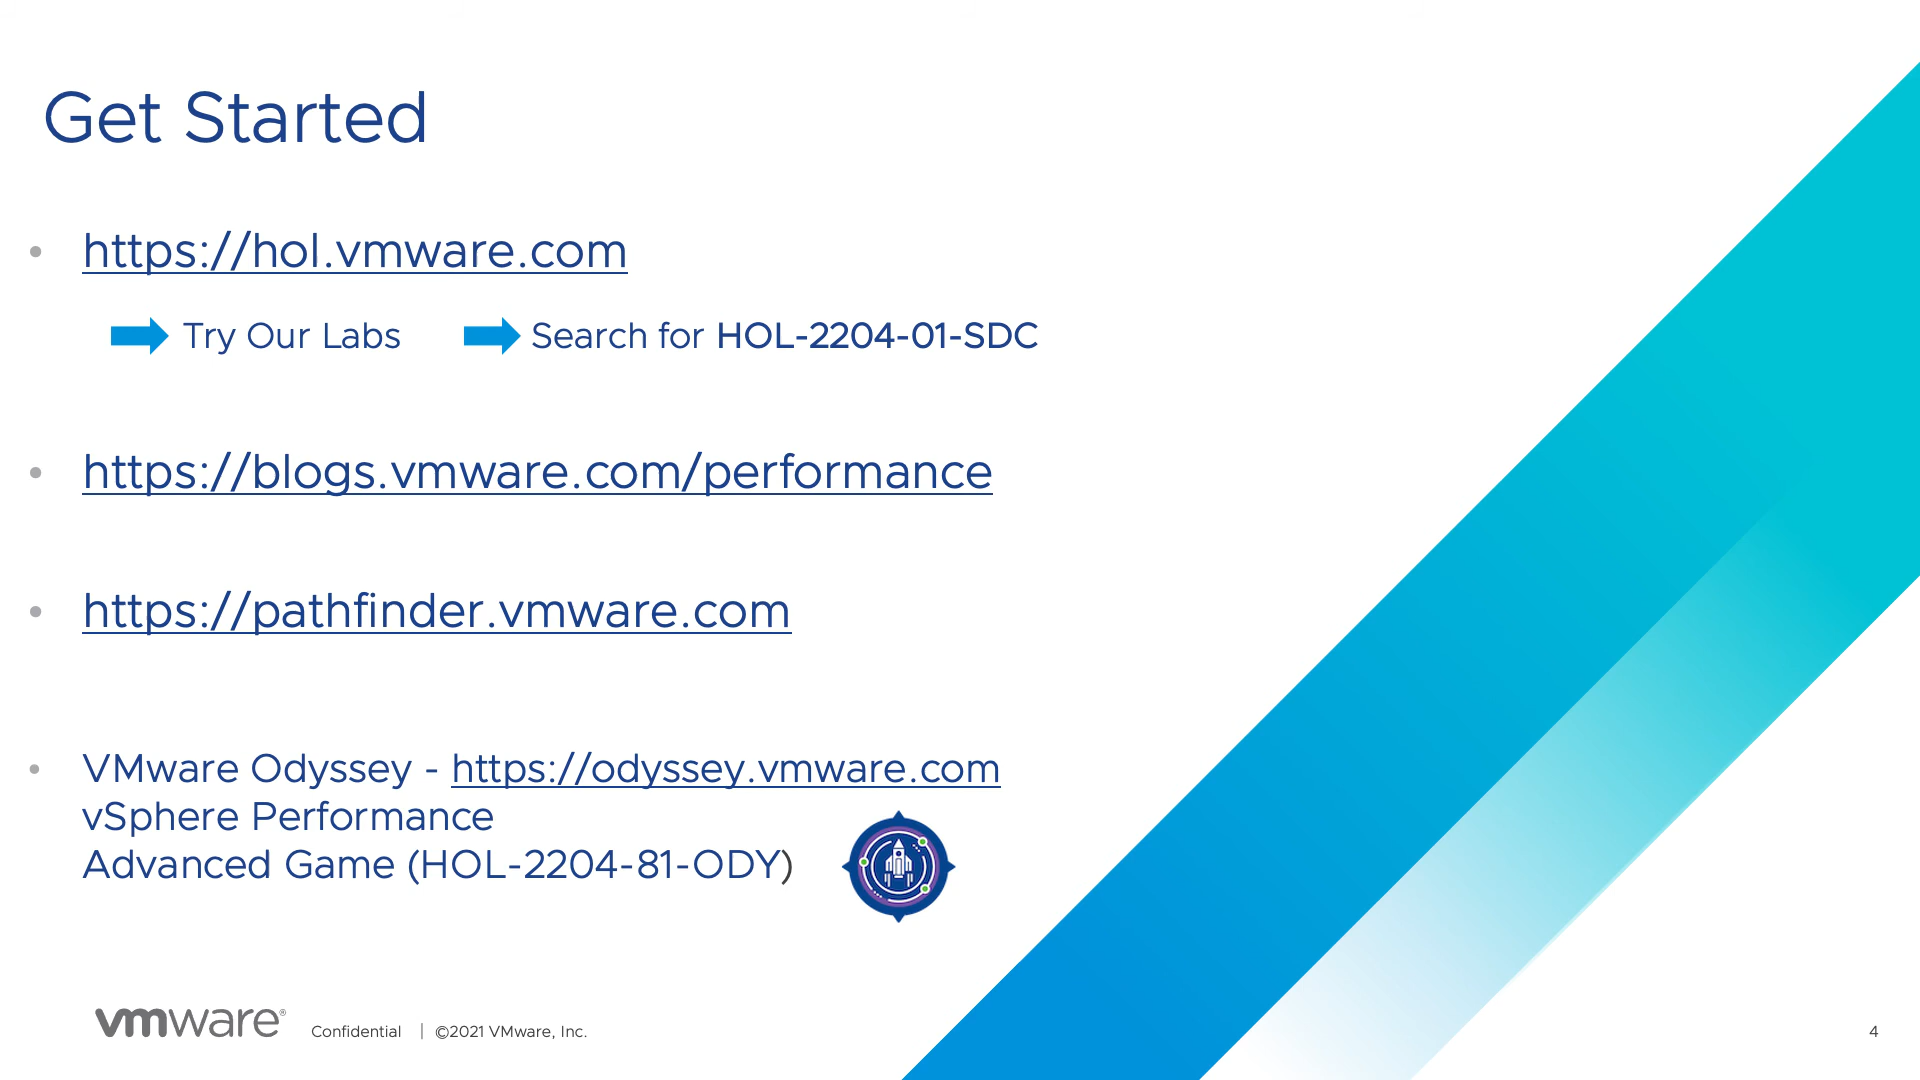 Get Started
• https://hol.vmware.com
Try Our Labs Search for HOL-2204-01-SDC
• https://blogs.vmware.com/performance
• https://pathfinder.vmware.com
• VMware Odyssey - https://odyssey.vmware.com
vSphere Performance
Advanced Game (HOL-2204-81-ODY)
vmware® Confidential | ©2021 VMware, Inc. 4